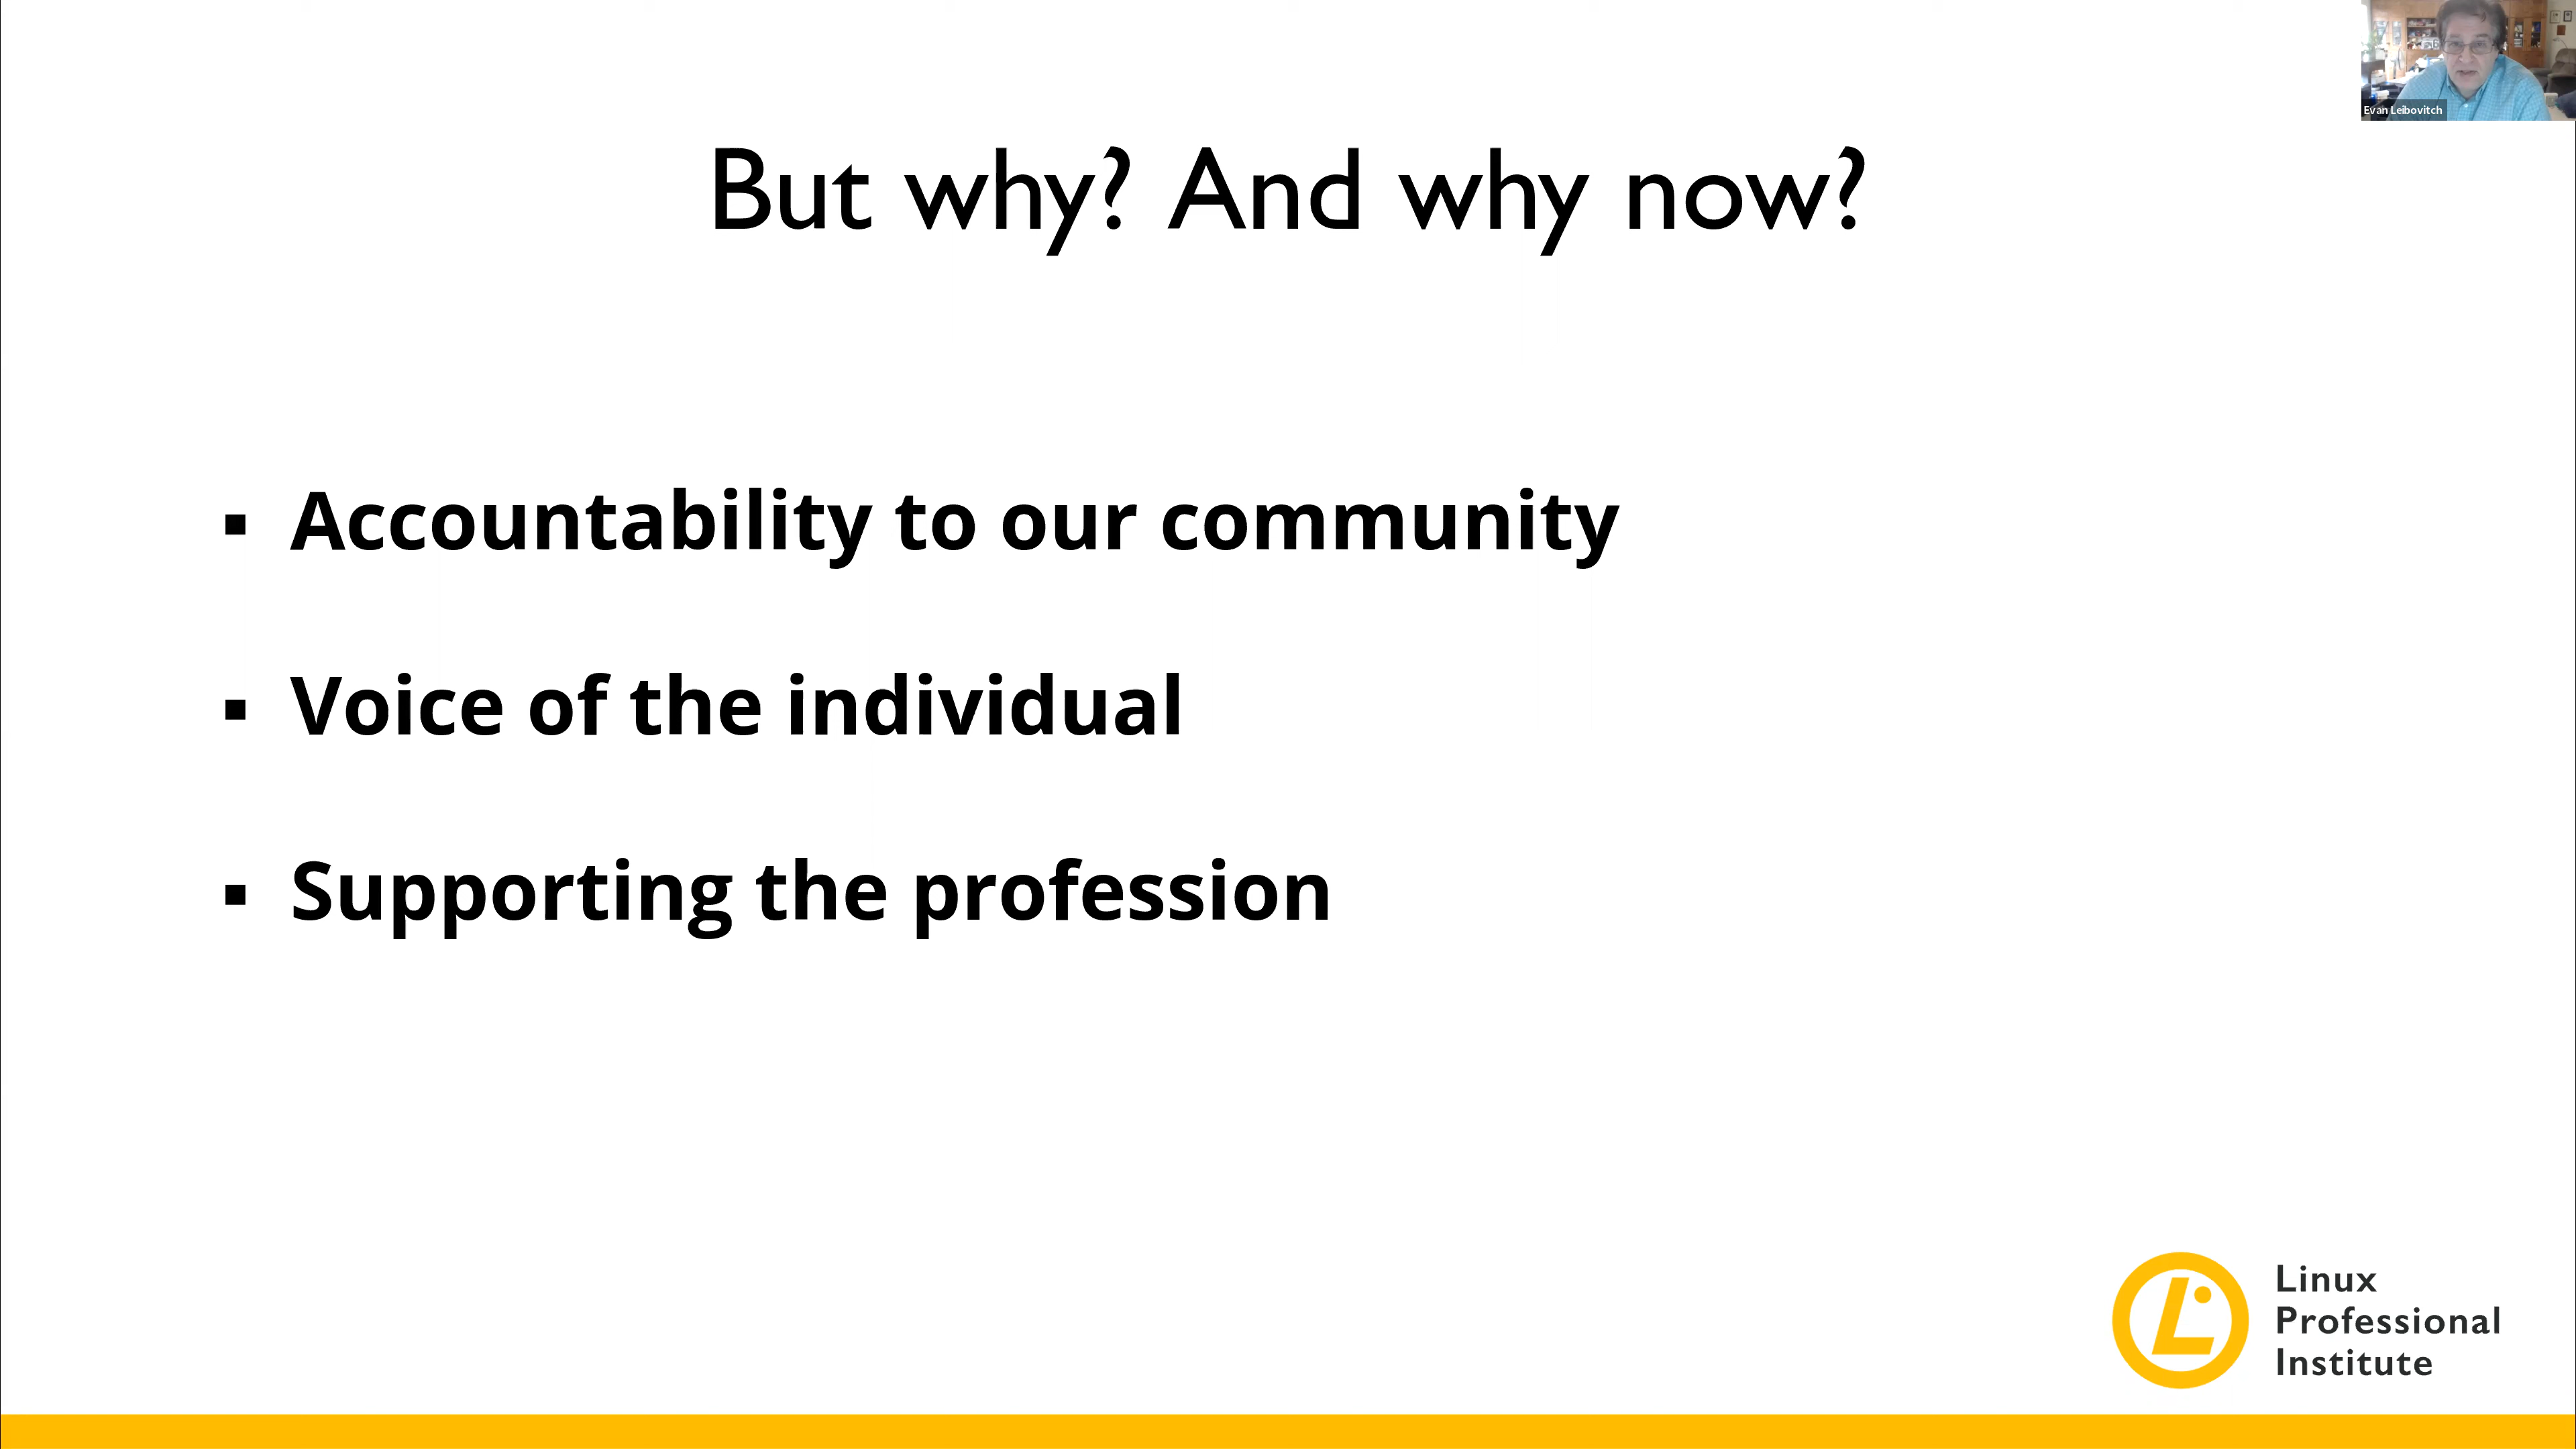 Evan Leibovitch
But why? And why now?
▪ Accountability to our community
▪ Voice of the individual
▪ Supporting the profession
Linux
Professional
Institute